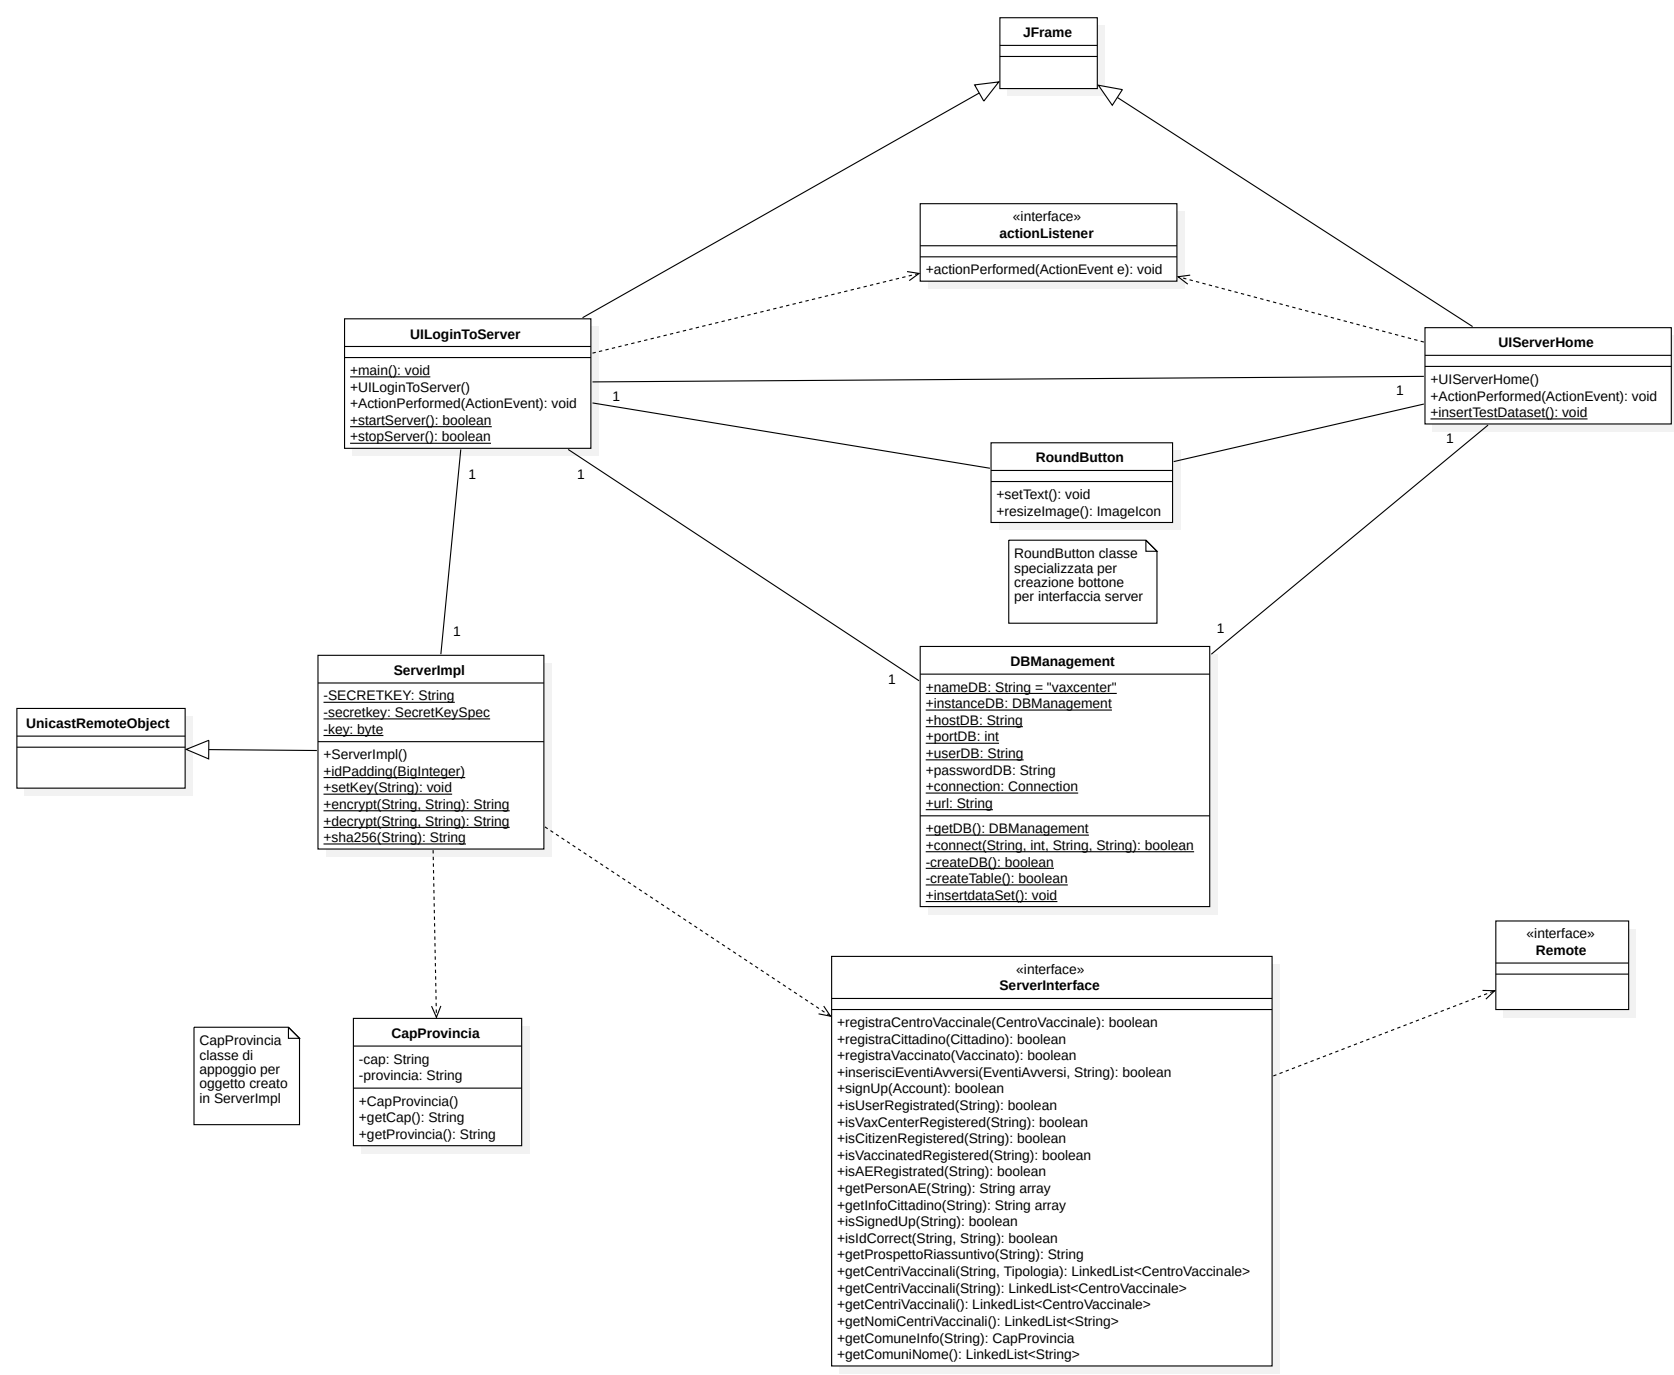 JFrame
«interface»
actionListener
+actionPerformed(ActionEvent e): void
UILoginToServer
+main(): void
+UILoginToServer()
+ActionPerformed(ActionEvent): void
+startServer(): boolean
+stopServer(): boolean
UIServerHome
+UIServerHome()
+ActionPerformed(ActionEvent): void
+insertTestDataset(): void
1
1
1
1
1
RoundButton
+setText(): void
+resizeImage(): ImageIcon
RoundButton classe
specializzata per
creazione bottone
per interfaccia server
1
1
1
ServerImpl
-SECRETKEY: String
-secretkey: SecretKeySpec
-key: byte
+ServerImpl()
+idPadding(BigInteger)
+setKey(String): void
+encrypt(String, String): String
+decrypt(String, String): String
+sha256(String): String
UnicastRemoteObject
DBManagement
+nameDB: String = "vaxcenter"
+instanceDB: DBManagement
+hostDB: String
+portDB: int
+userDB: String
+passwordDB: String
+connection: Connection
+url: String
+getDB(): DBManagement
+connect(String, int, String, String): boolean
-createDB(): boolean
-createTable(): boolean
+insertdataSet(): void
«interface»
Remote
«interface»
ServerInterface
+registraCentroVaccinale(CentroVaccinale): boolean
+registraCittadino(Cittadino): boolean
+registraVaccinato(Vaccinato): boolean
+inserisciEventiAvversi(EventiAvversi, String): boolean
+signUp(Account): boolean
+isUserRegistrated(String): boolean
+isVaxCenterRegistered(String): boolean
+isCitizenRegistered(String): boolean
+isVaccinatedRegistered(String): boolean
+isAERegistrated(String): boolean
+getPersonAE(String): String array
+getInfoCittadino(String): String array
+isSignedUp(String): boolean
+isIdCorrect(String, String): boolean
+getProspettoRiassuntivo(String): String
+getCentriVaccinali(String, Tipologia): LinkedList<CentroVaccinale>
+getCentriVaccinali(String): LinkedList<CentroVaccinale>
+getCentriVaccinali(): LinkedList<CentroVaccinale>
+getNomiCentriVaccinali(): LinkedList<String>
+getComuneInfo(String): CapProvincia
+getComuniNome(): LinkedList<String>
CapProvincia
classe di
appoggio per
oggetto creato
in ServerImpl
CapProvincia
-cap: String
-provincia: String
+CapProvincia()
+getCap(): String
+getProvincia(): String